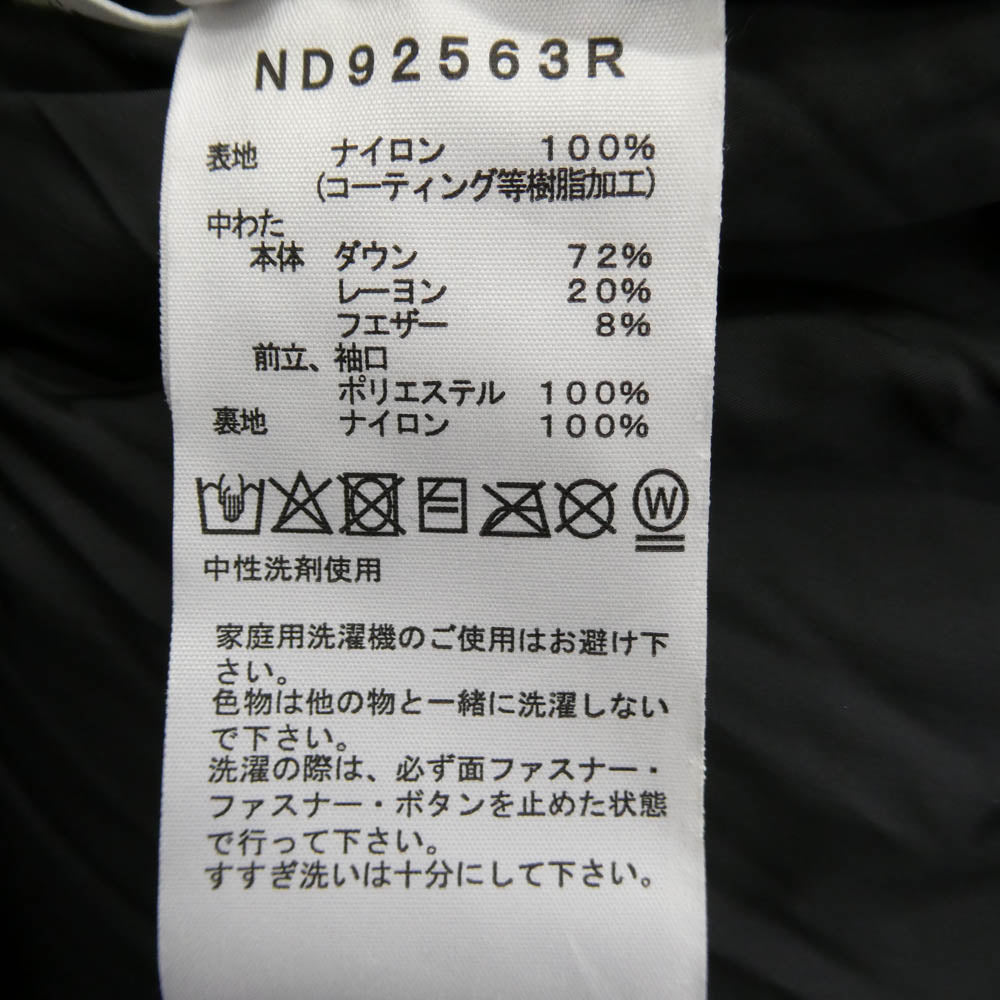 ND92563R
表地 ナイロン 100%
(コーティング等樹脂加工)
中わた
本体 ダウン 72%
レーヨン 20%
フエザー 8%
前立、袖口
ポリエステル 100%
裏地 ナイロン 100%
W
中性洗剤使用
家庭用洗濯機のご使用はお避け下
さい。
色物は他の物と一緒に洗濯しない
で下さい。
洗濯の際は、必ず面ファスナー・
ファスナー・ボタンを止めた状態
で行って下さい。
すすぎ洗いは十分にして下さい。